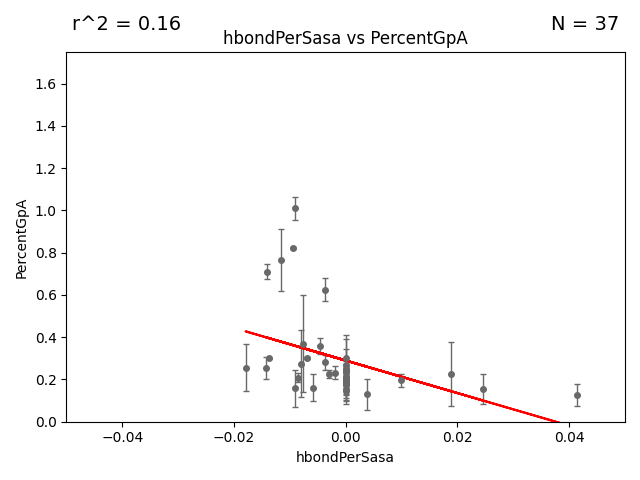 r^2 = 0.16
N = 37
hbondPerSasa vs PercentGpA
PercentGpA
1.6
1.4
1.2
1.0
0.8
0.6
0.4
0.2
0.0
−0.04
−0.02
0.00
0.02
0.04
hbondPerSasa